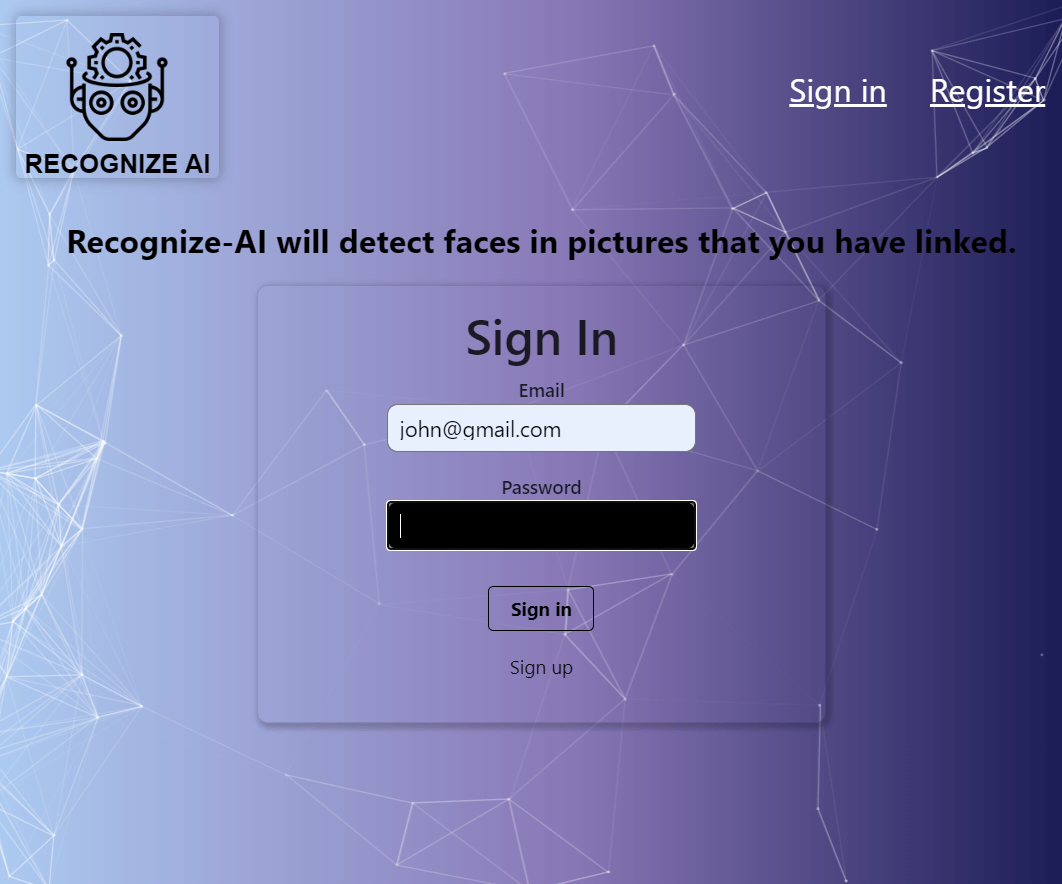 RECOGNIZE AI
Sign in Register
Recognize-AI will detect faces in pictures that you have linked.
Sign In
Email
john@gmail.com
Password
Sign in
Sign up